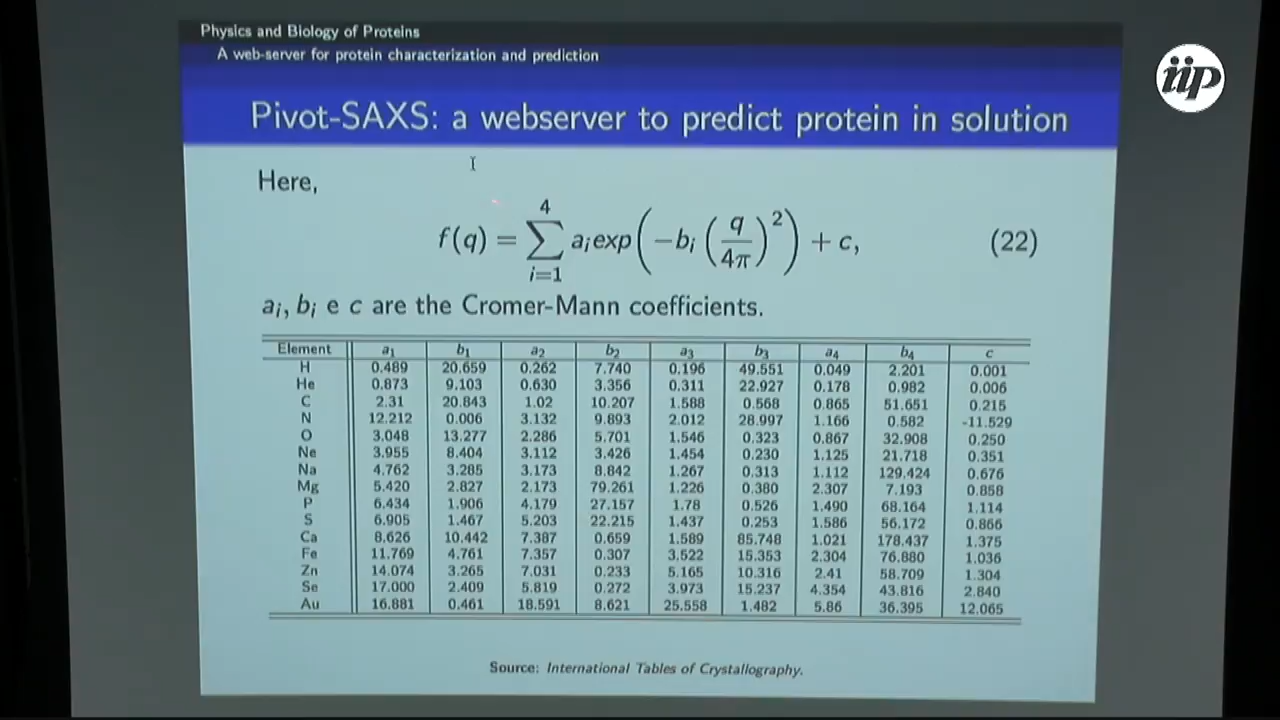 Physics and Biology of Proteins
A web-server for protein characterization and prediction
iip
Pivot-SAXS: a webserver to predict protein in solution
Here,
f(q) = ∑_{i=1}^{4} a_i exp(−b_i (q/4π)²) + c, (22)
a_i, b_i e c are the Cromer-Mann coefficients.
Element a₁ b₁ a₂ b₂ a₃ b₃ a₄ b₄ c
H 0.489 20.659 0.262 7.740 0.196 49.551 0.049 2.201 0.001
He 0.873 9.103 0.630 3.356 0.311 22.927 0.178 0.982 0.006
C 2.31 20.843 1.02 10.207 1.588 0.568 0.865 51.651 0.215
N 12.212 0.006 3.132 9.893 2.012 28.997 1.166 0.582 -11.529
O 3.048 13.277 2.286 5.701 1.546 0.323 0.867 32.908 0.250
Ne 3.955 8.404 3.112 3.426 1.454 0.230 1.125 21.718 0.351
Na 4.762 3.285 3.173 8.842 1.267 0.313 1.112 129.424 0.676
Mg 5.420 2.827 2.173 79.261 1.226 0.380 2.307 7.193 0.858
P 6.434 1.906 4.179 27.157 1.78 0.526 1.490 68.164 1.114
S 6.905 1.467 5.203 22.215 1.437 0.253 1.586 56.172 0.866
Ca 8.626 10.442 7.387 0.659 1.589 85.748 1.021 178.437 1.375
Fe 11.769 4.761 7.357 0.307 3.522 15.353 2.304 76.880 1.036
Zn 14.074 3.265 7.031 0.233 5.165 10.316 2.41 58.709 1.304
Se 17.000 2.409 5.819 0.272 3.973 15.237 4.354 43.816 2.840
Au 16.881 0.461 18.591 8.621 25.558 1.482 5.86 36.395 12.065
Source: International Tables of Crystallography.